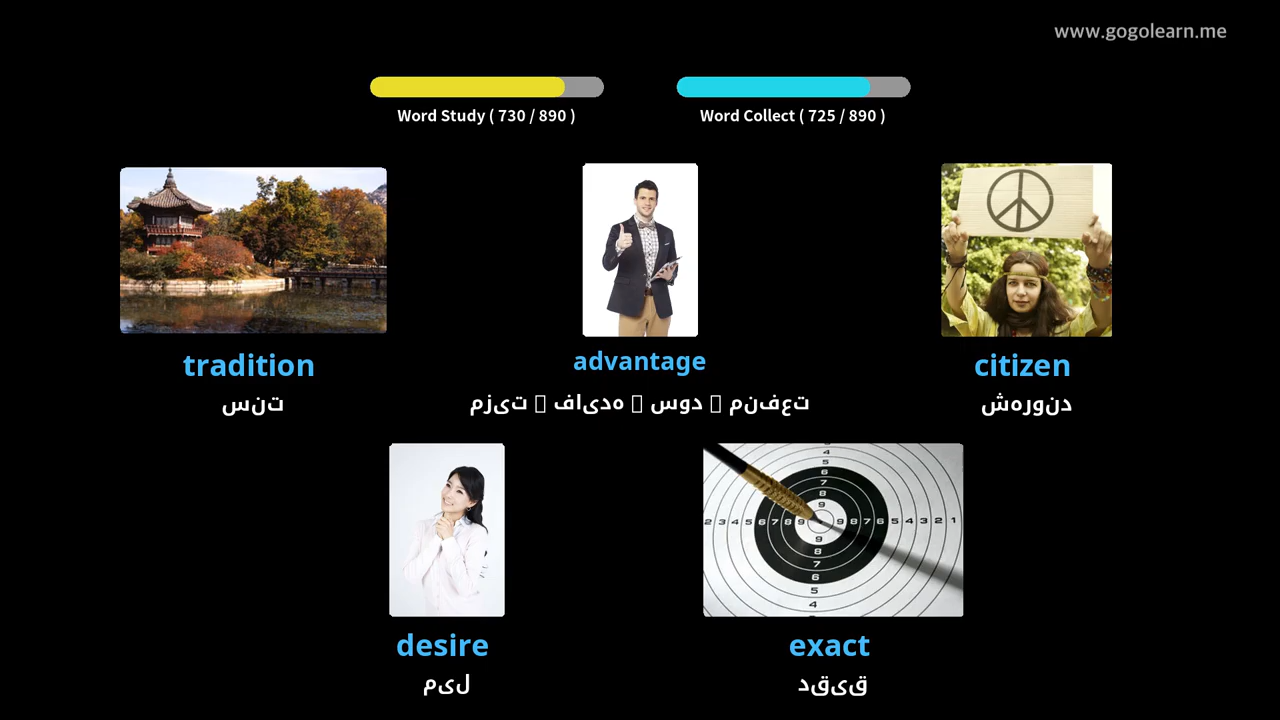 www.gogolearn.me
Word Study ( 730 / 890 )
Word Collect ( 725 / 890 )
tradition
تنس
advantage
تعفنم ▯ دوس ▯ هدیاف ▯ تیزم
citizen
دنورهش
desire
لیم
exact
قیقد